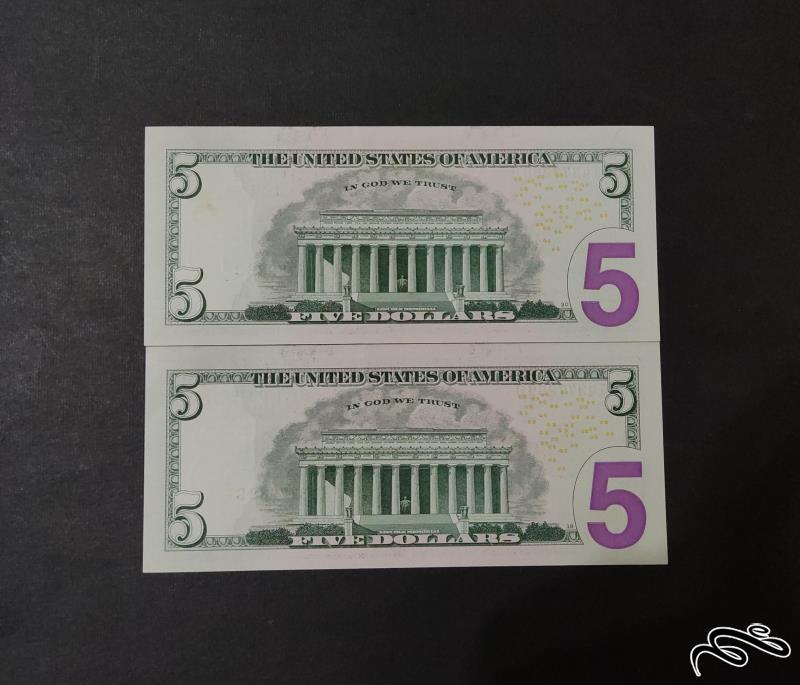 5 THE UNITED STATES OF AMERICA 5
IN GOD WE TRUST
5 FIVE DOLLARS 5
5 THE UNITED STATES OF AMERICA 5
IN GOD WE TRUST
5 FIVE DOLLARS 5